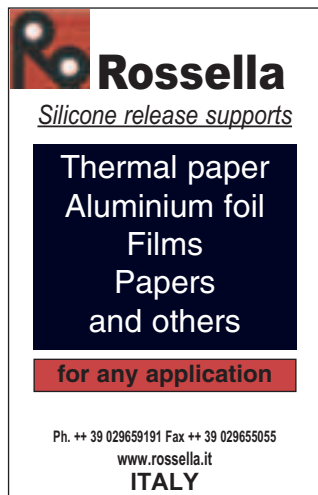 Rossella
Silicone release supports
Thermal paper
Aluminium foil
Films
Papers
and others
for any application
Ph. ++ 39 029659191 Fax ++ 39 029655055
www.rossella.it
ITALY